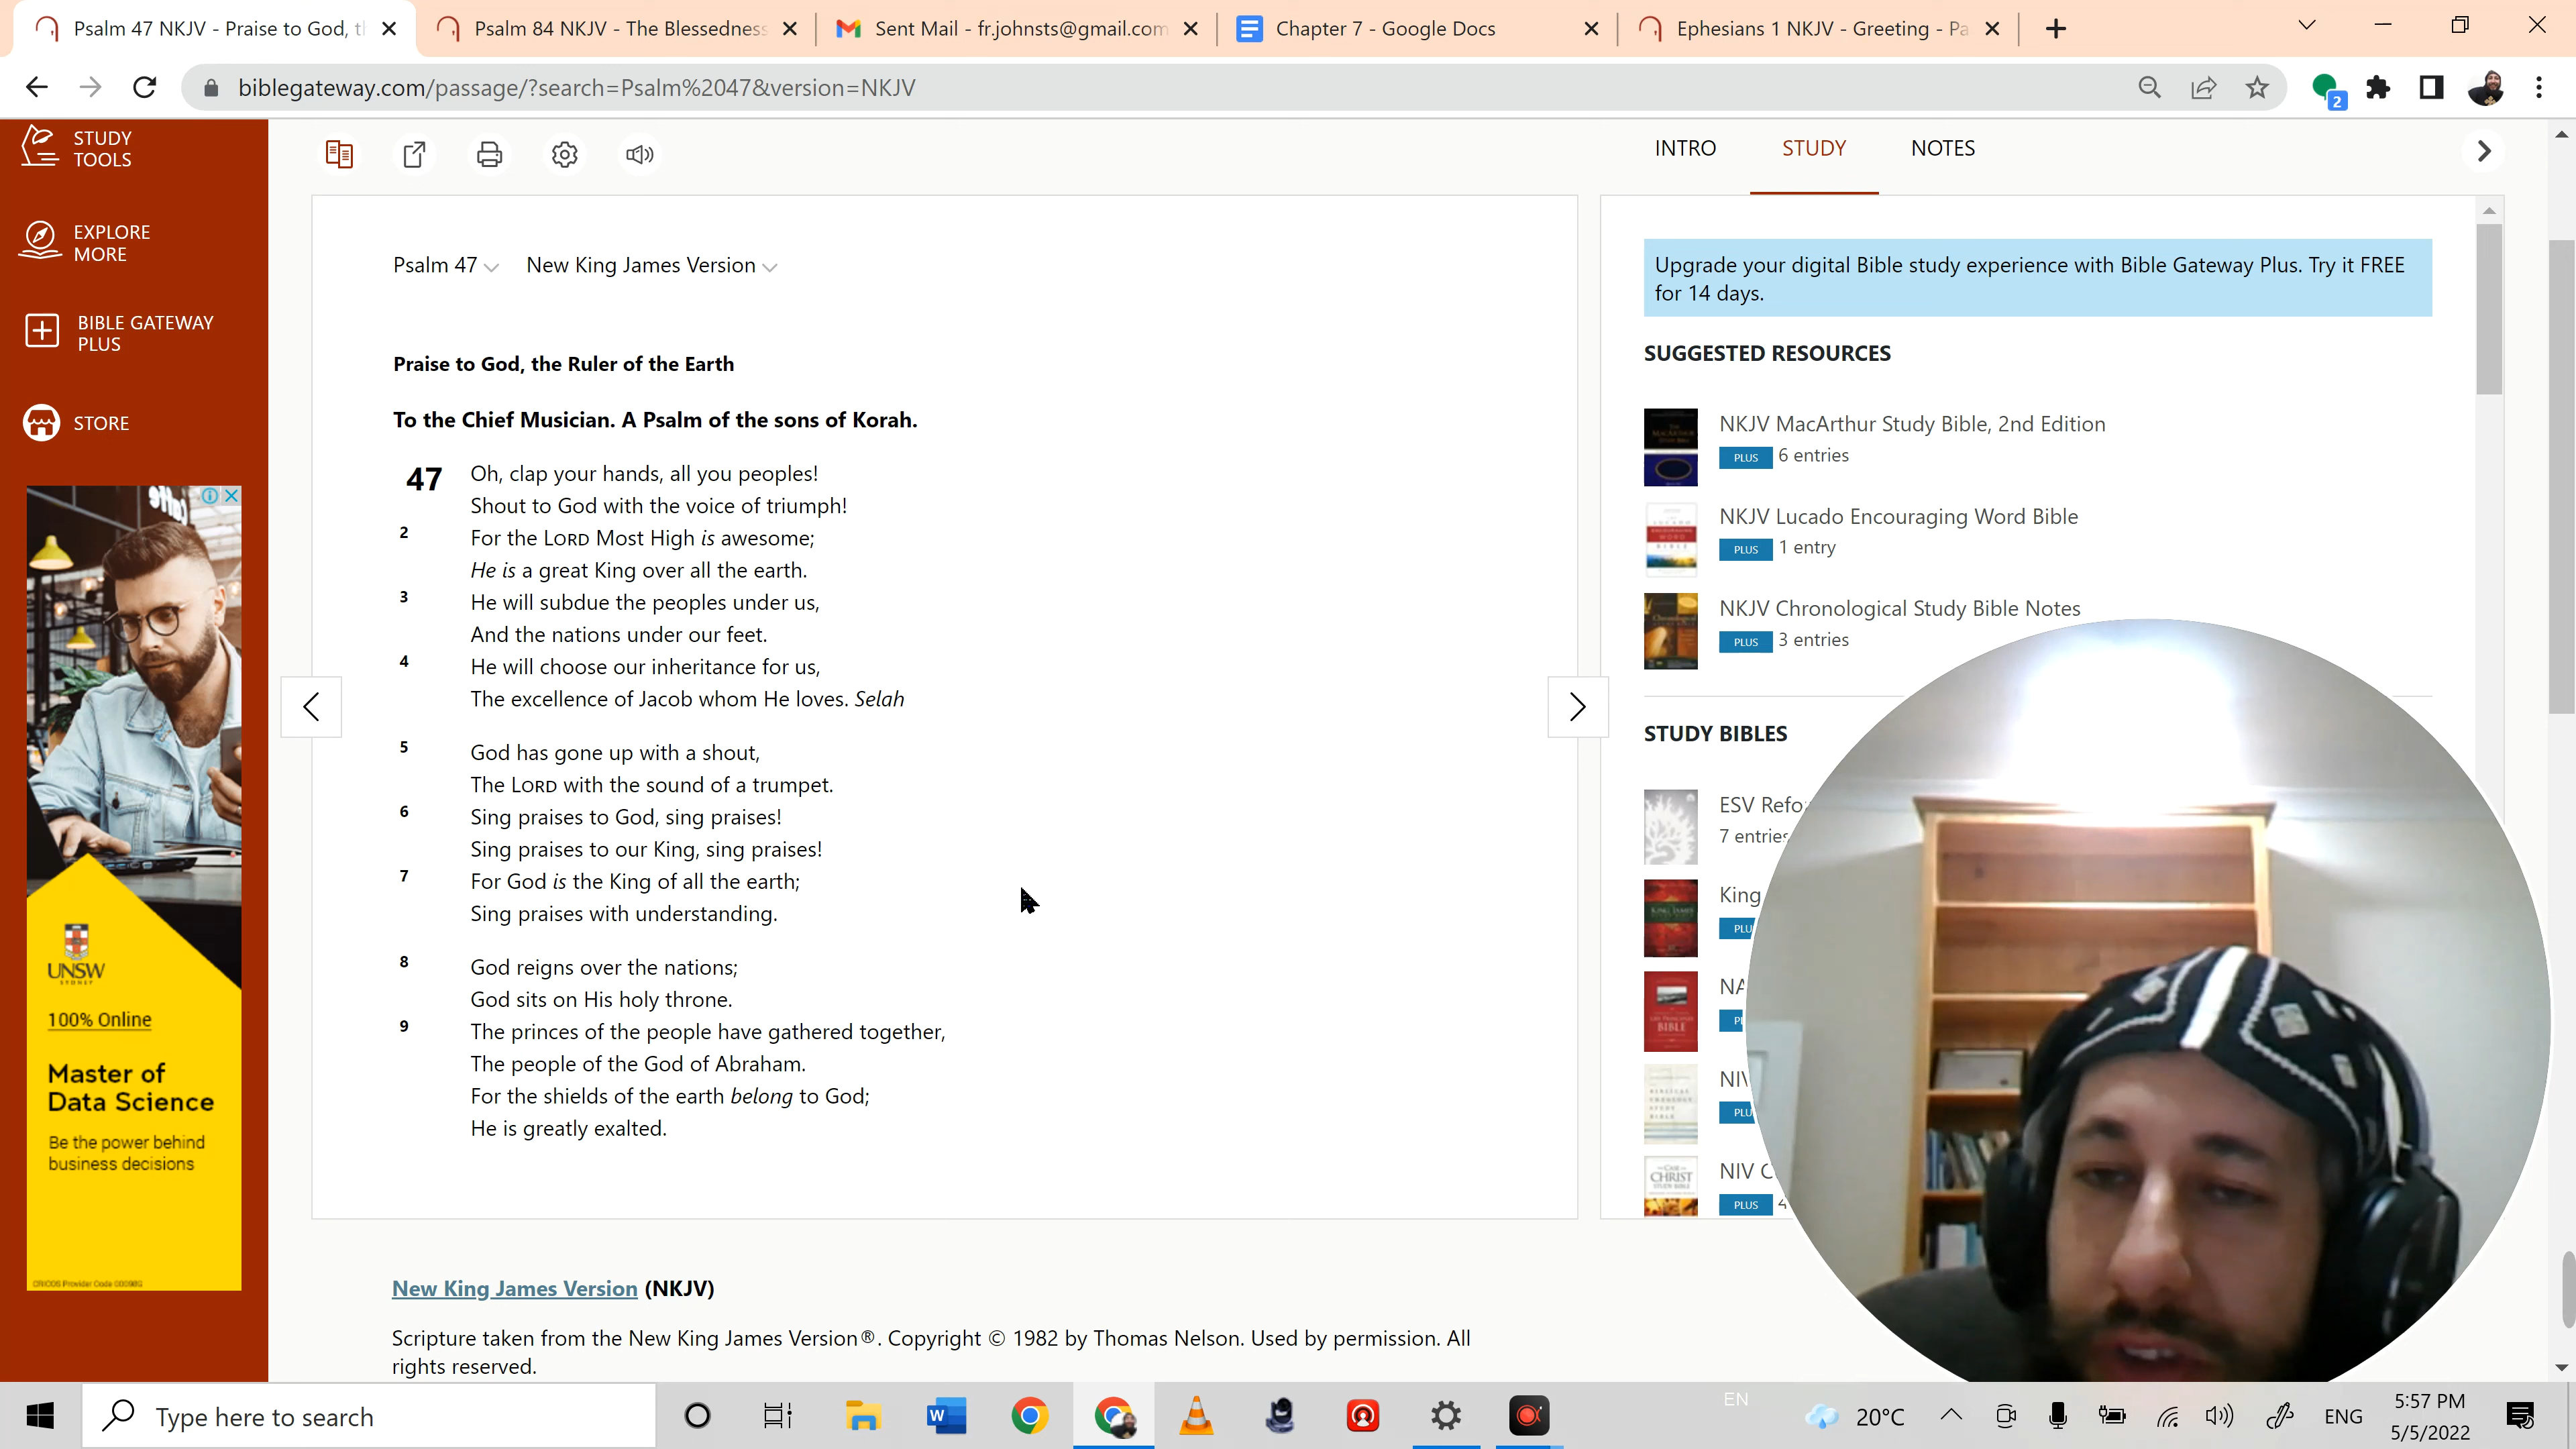 Psalm 47 NKJV - Praise to God, t
Psalm 84 NKJV - The Blessedness
Sent Mail - fr.johnsts@gmail.com
Chapter 7 - Google Docs
Ephesians 1 NKJV - Greeting - Pa
biblegateway.com/passage/?search=Psalm%2047&version=NKJV
2
STUDY
TOOLS
EXPLORE
MORE
BIBLE GATEWAY
PLUS
STORE
UNSW
SYDNEY
100% Online
Master of
Data Science
Be the power behind
business decisions
CRICOS Provider Code 00098G
Psalm 47
New King James Version
Praise to God, the Ruler of the Earth
To the Chief Musician. A Psalm of the sons of Korah.
47 Oh, clap your hands, all you peoples!
Shout to God with the voice of triumph!
2 For the LORD Most High is awesome;
He is a great King over all the earth.
3 He will subdue the peoples under us,
And the nations under our feet.
4 He will choose our inheritance for us,
The excellence of Jacob whom He loves. Selah
5 God has gone up with a shout,
The LORD with the sound of a trumpet.
6 Sing praises to God, sing praises!
Sing praises to our King, sing praises!
7 For God is the King of all the earth;
Sing praises with understanding.
8 God reigns over the nations;
God sits on His holy throne.
9 The princes of the people have gathered together,
The people of the God of Abraham.
For the shields of the earth belong to God;
He is greatly exalted.
New King James Version (NKJV)
Scripture taken from the New King James Version®. Copyright © 1982 by Thomas Nelson. Used by permission. All
rights reserved.
INTRO
STUDY
NOTES
Upgrade your digital Bible study experience with Bible Gateway Plus. Try it FREE
for 14 days.
SUGGESTED RESOURCES
NKJV MacArthur Study Bible, 2nd Edition
PLUS 6 entries
NKJV Lucado Encouraging Word Bible
PLUS 1 entry
NKJV Chronological Study Bible Notes
PLUS 3 entries
STUDY BIBLES
ESV Refo
7 entries
King
PLU
NA
PL
NIV
PLU
NIV C
PLUS 4
Type here to search
EN
20°C
ENG
5:57 PM
5/5/2022